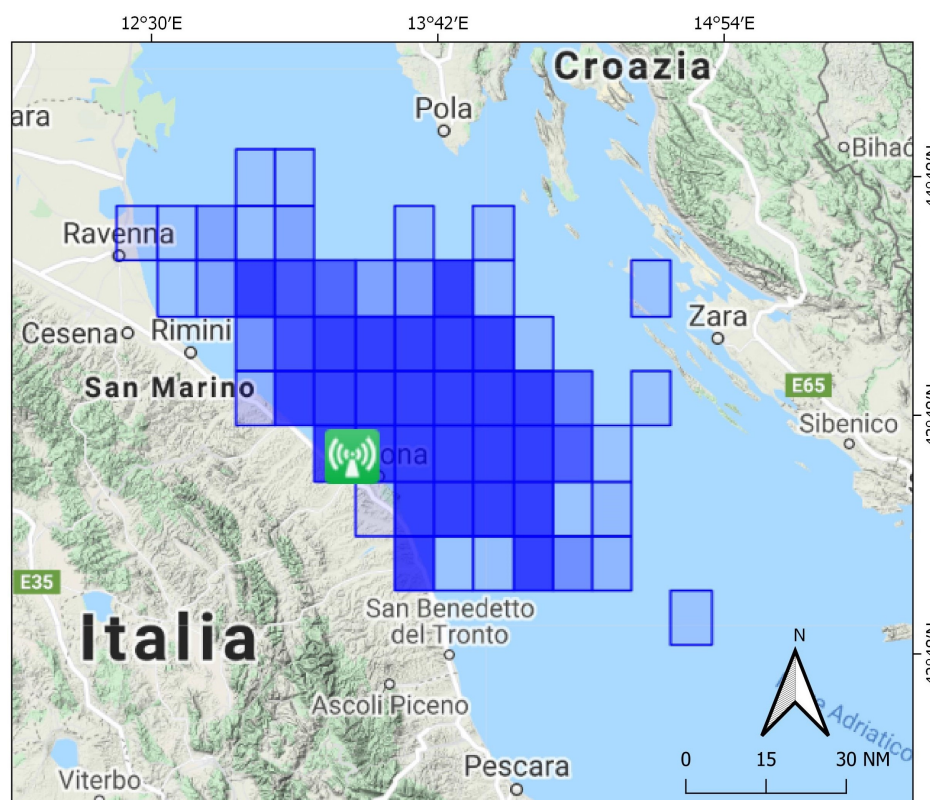 12°30′E 13°42′E 14°54′E
Croazia
Pola
ara
Bihać
Ravenna
Zara
Cesena
Rimini
San Marino
E65
Sibenico
ona
E35
San Benedetto
del Tronto
Italia
Ascoli Piceno
N
e Adriatico
0 15 30 NM
Pescara
Viterbo